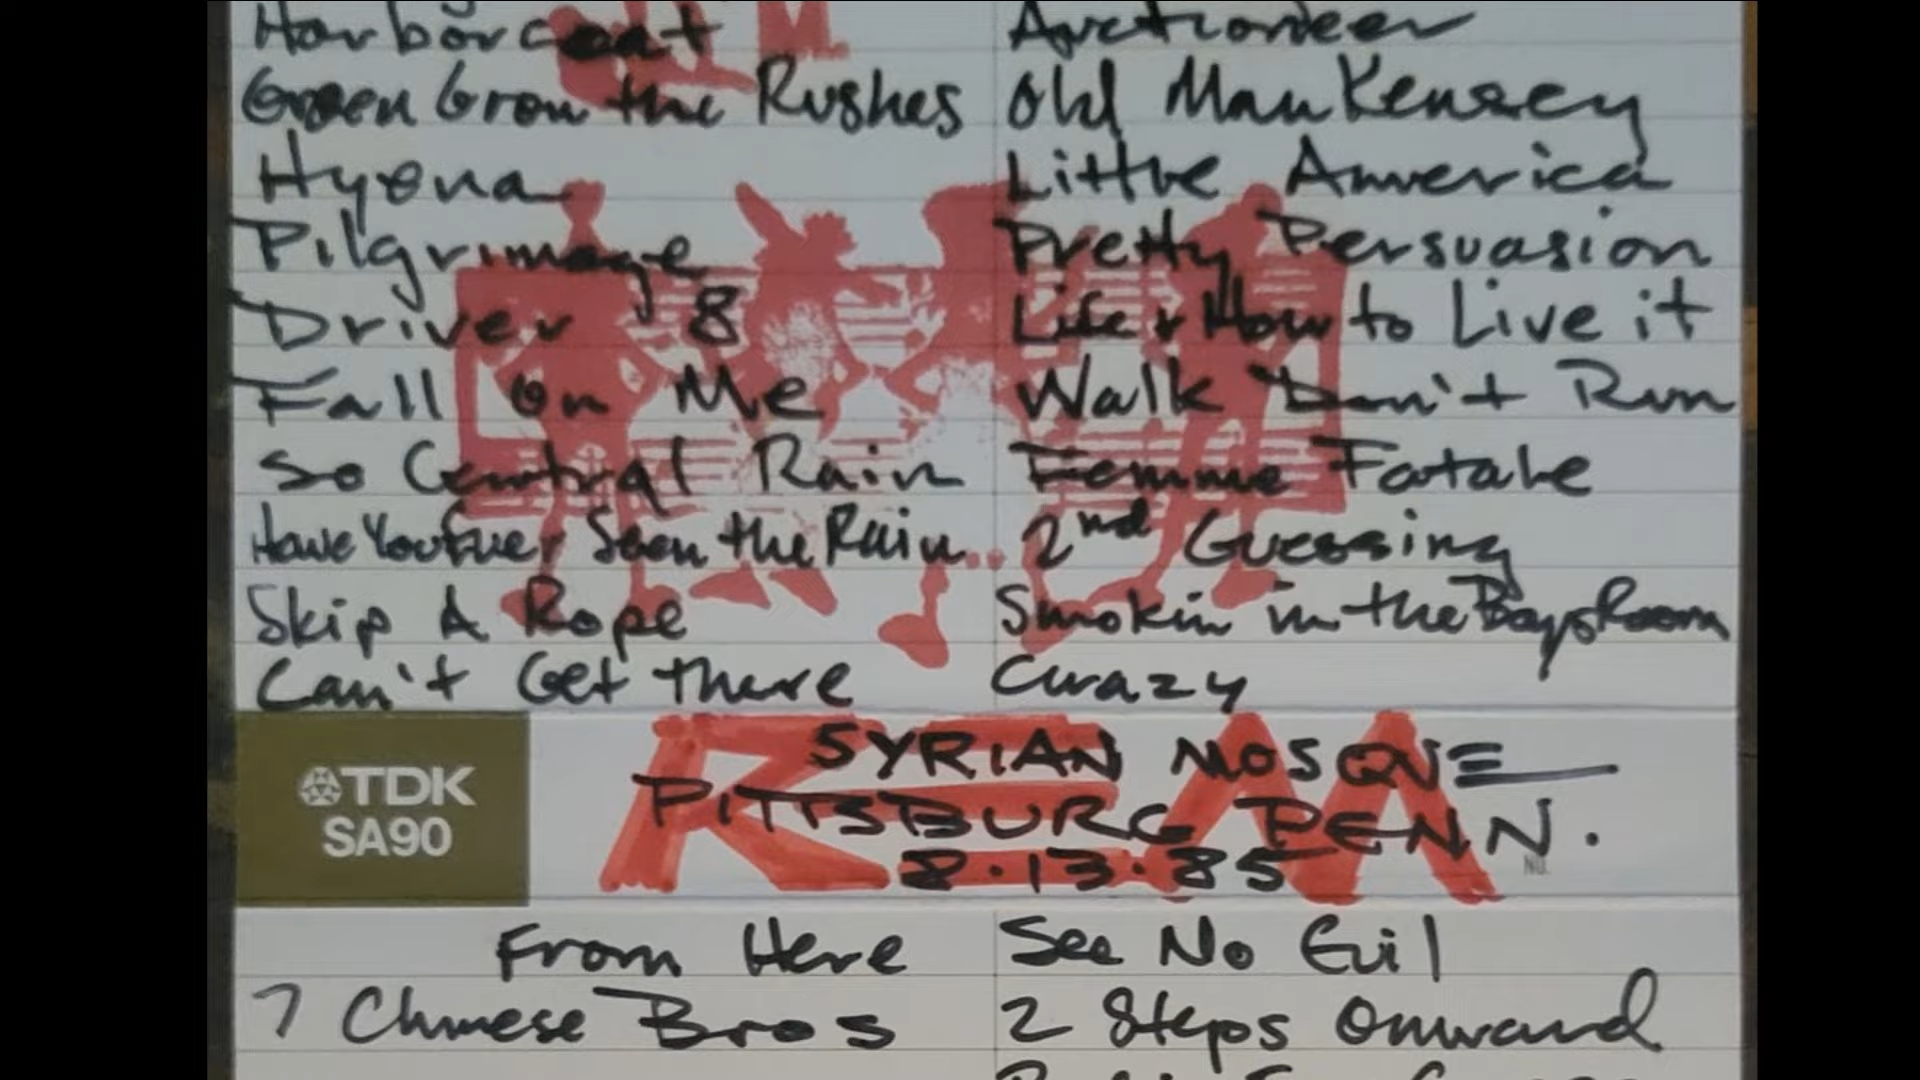 Harborcoat
Green Grow the Rushes
Hyena
Pilgrimage
Driver 8
Fall on Me
So Central Rain
Have You Ever Seen the Rain
Skip A Rope
Can't Get There
Auctioneer
Old Man Kensey
Little America
Pretty Persuasion
Life & How to Live it
Walk Don't Run
Femme Fatale
2nd Guessing
Smokin in the Boys Room
Crazy
TDK
SA90
REM
SYRIAN MOSQUE
PITTSBURG PENN.
8.13.85
NO.
From Here
7 Chinese Bros
See No Evil
2 Steps Onward